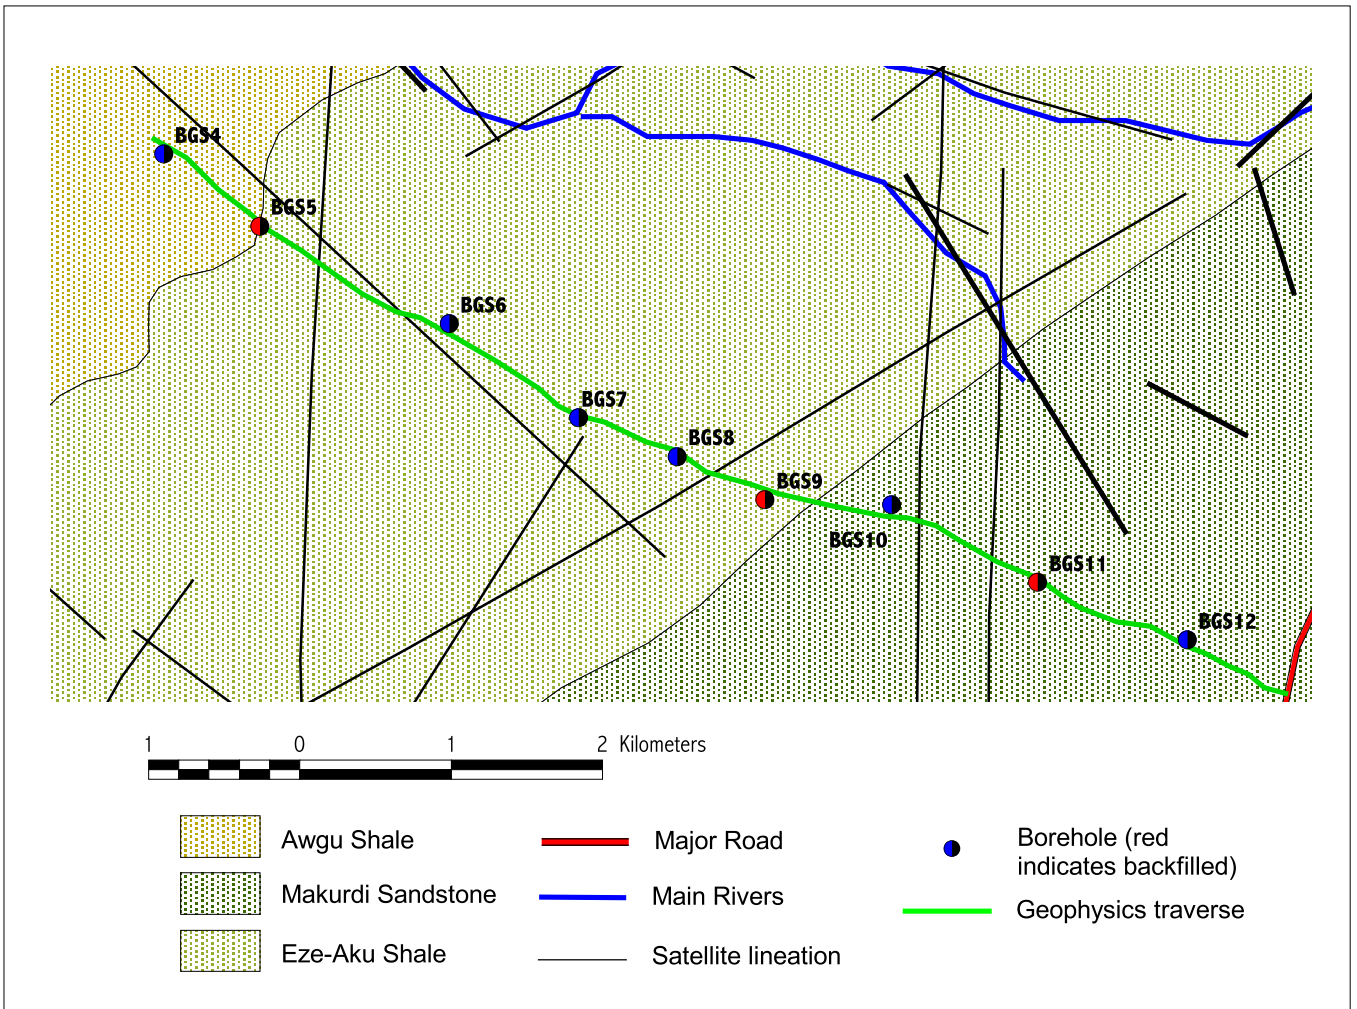 BGS4
BGS5
BGS6
BGS7
BGS8
BGS9
BGS10
BGS11
BGS12
1 0 1 2 Kilometers
Awgu Shale
Makurdi Sandstone
Eze-Aku Shale
Major Road
Main Rivers
Satellite lineation
Borehole (red
indicates backfilled)
Geophysics traverse